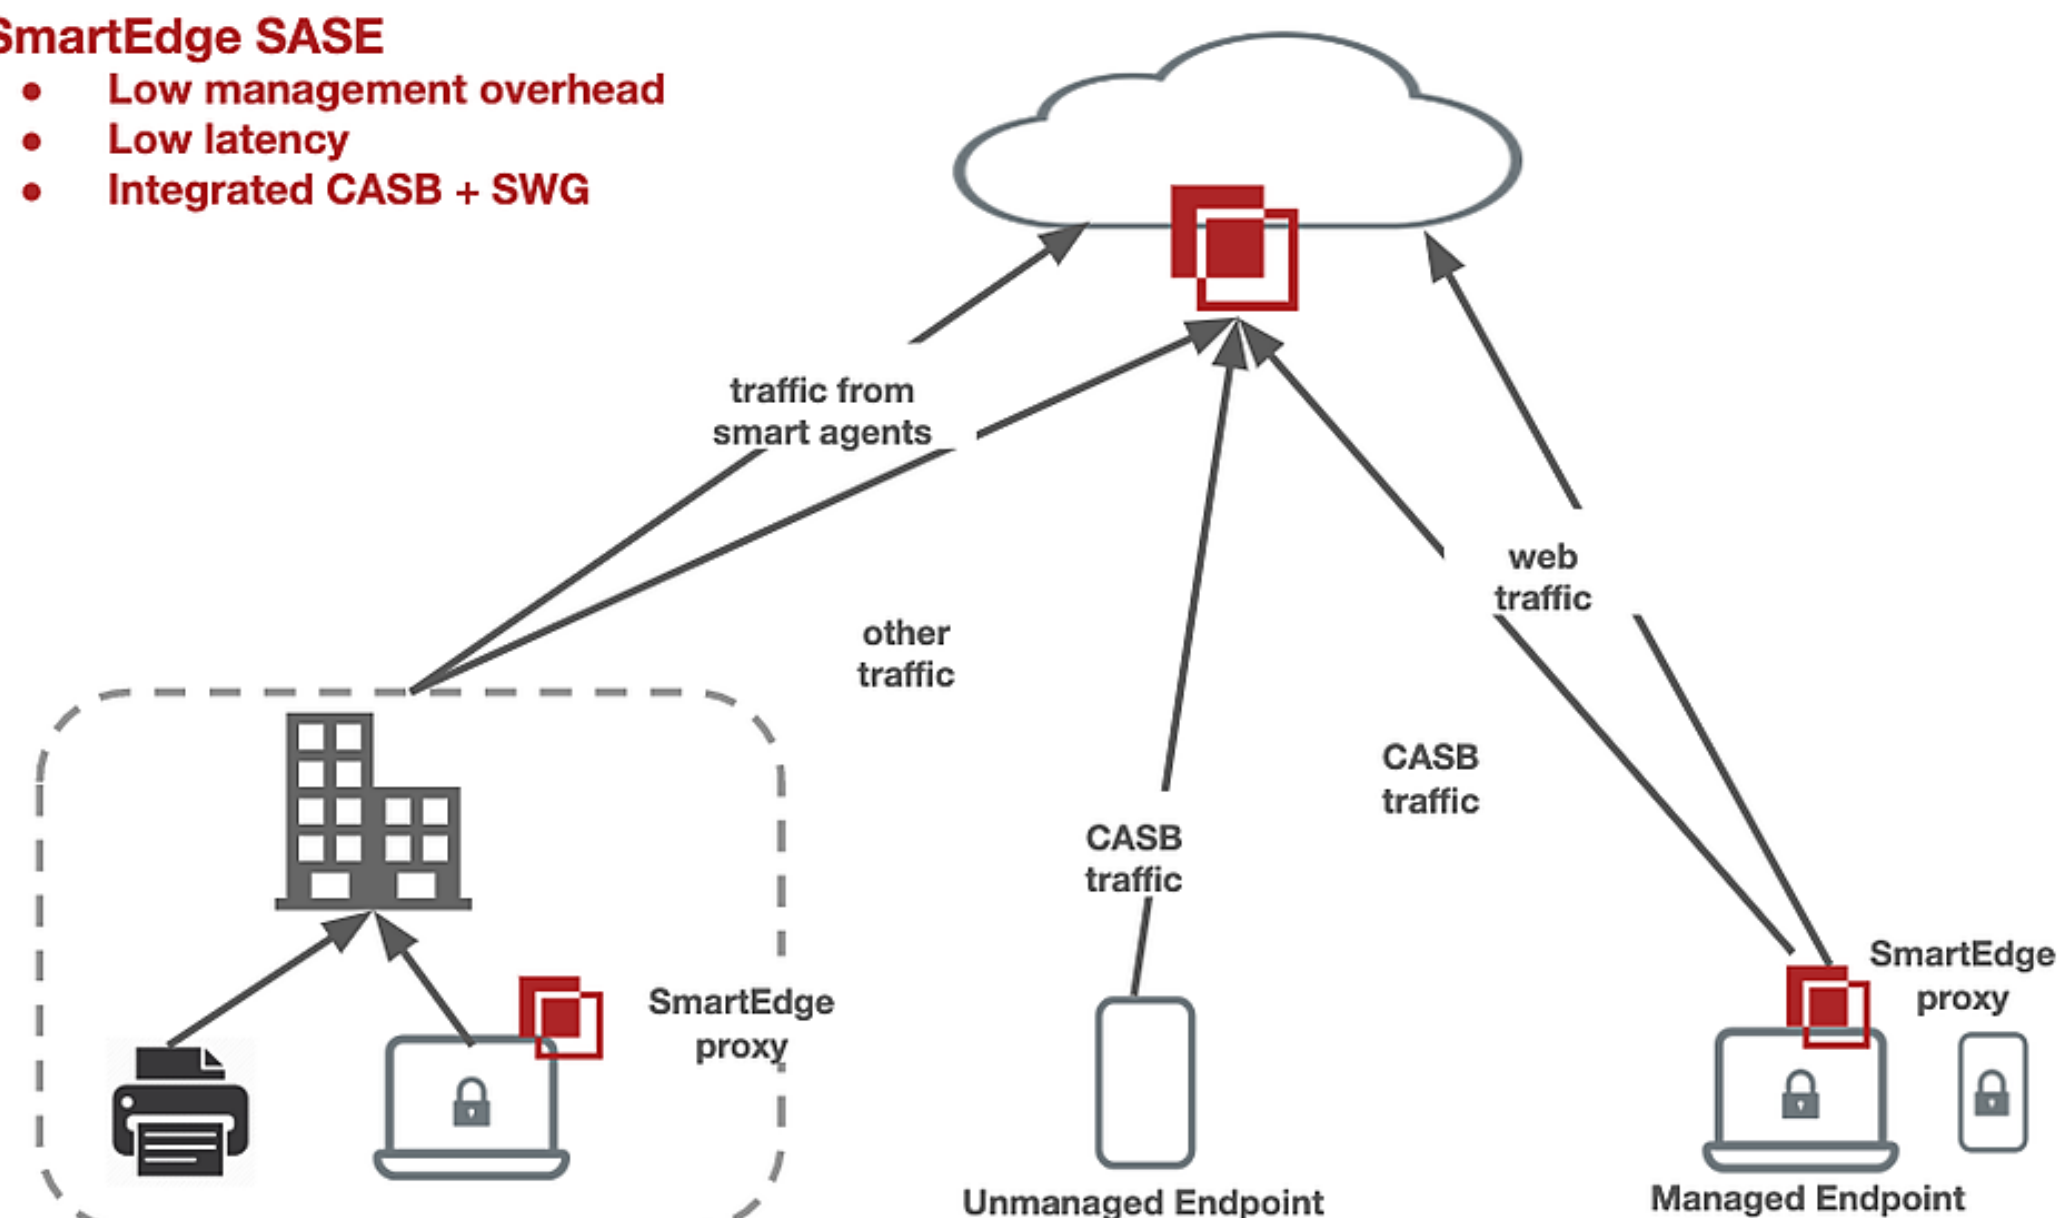 SmartEdge SASE
• Low management overhead
• Low latency
• Integrated CASB + SWG
traffic from
smart agents
web
traffic
other
traffic
CASB
traffic
CASB
traffic
SmartEdge
proxy
SmartEdge
proxy
Unmanaged Endpoint
Managed Endpoint